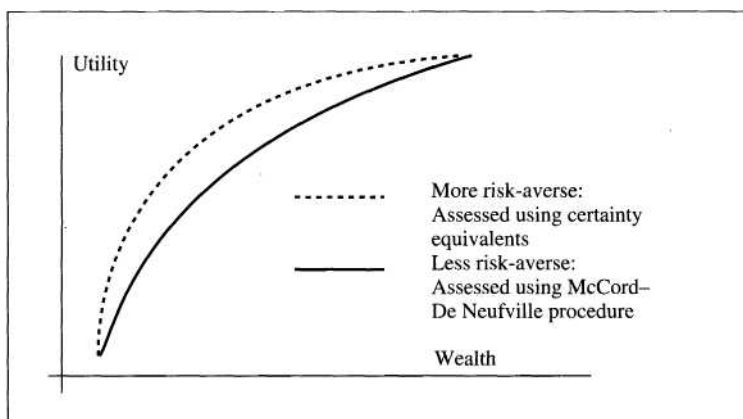 Utility
More risk-averse:
Assessed using certainty
equivalents
Less risk-averse:
Assessed using McCord–
De Neufville procedure
Wealth